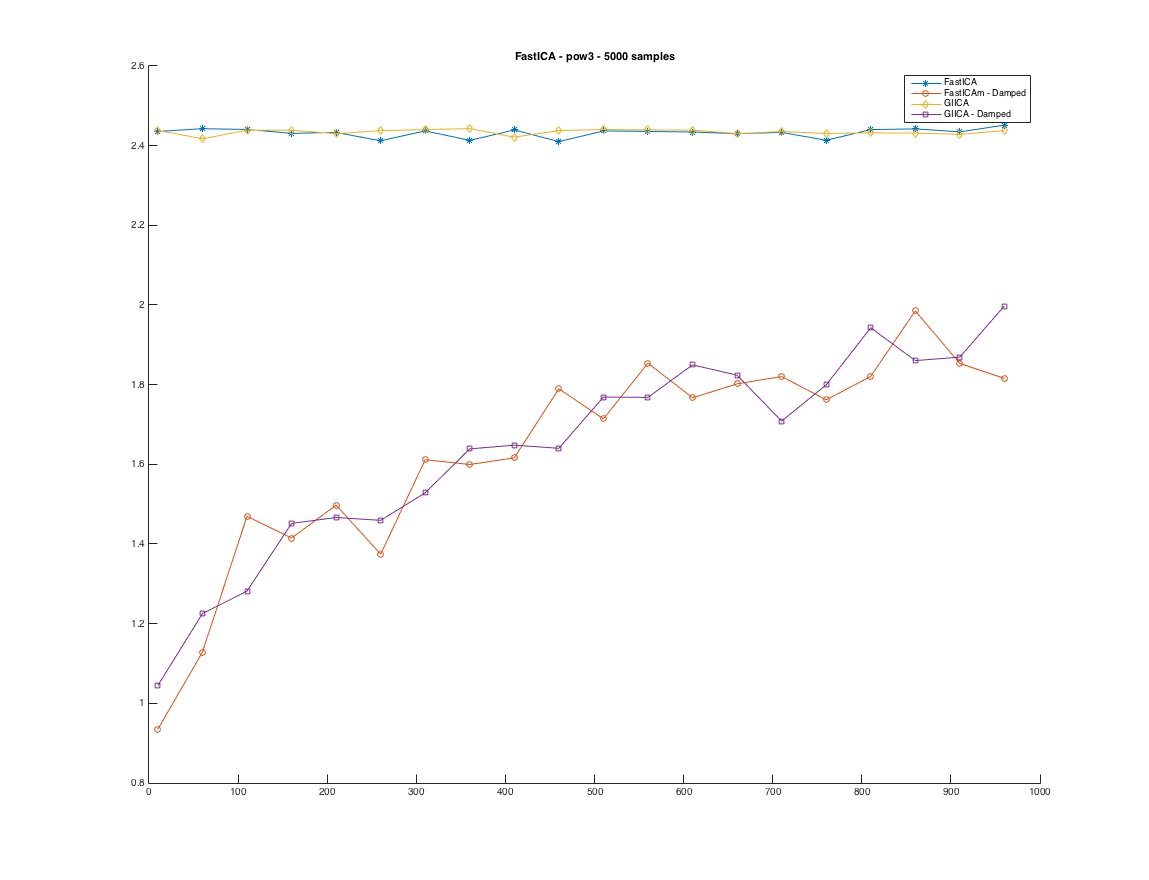 FastICA - pow3 - 5000 samples
FastICA
FastICAm - Damped
GIICA
GIICA - Damped
2.6
2.4
2.2
2
1.8
1.6
1.4
1.2
1
0.8
0 100 200 300 400 500 600 700 800 900 1000